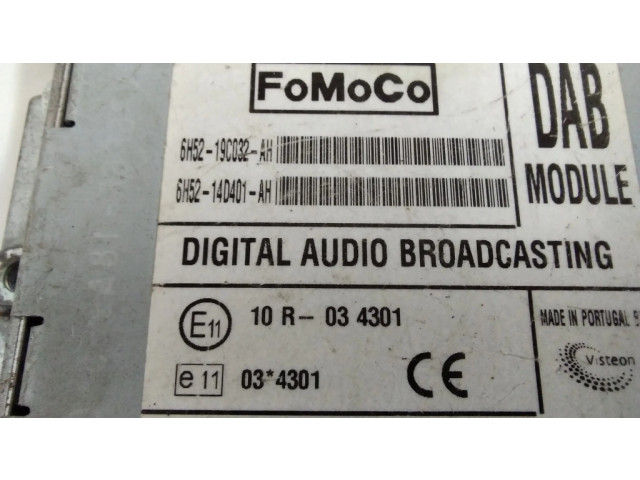 FoMoCo
DAB
MODULE
6H52-19C032-AH
6H52-14D401-AH
DIGITAL AUDIO BROADCASTING
E11 10 R-03 4301
e 11 03*4301 CE
MADE IN PORTUGAL
Visteon